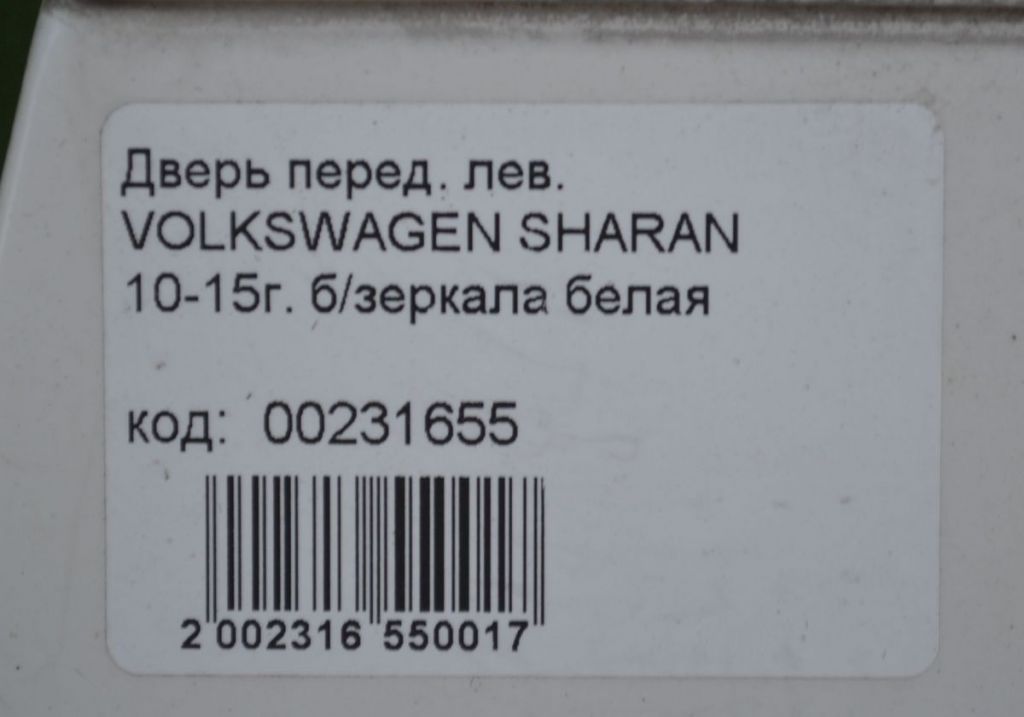 Дверь перед. лев.
VOLKSWAGEN SHARAN
10-15г. б/зеркала белая
код: 00231655
2 002316 550017